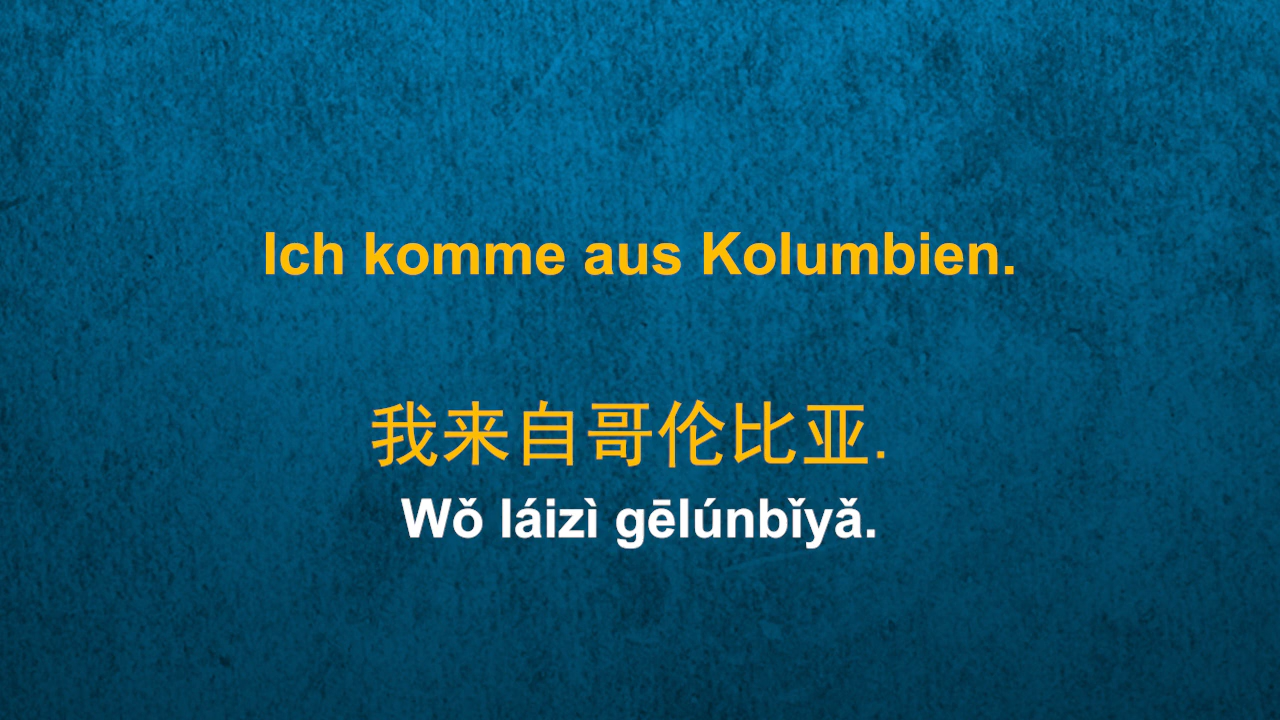 Ich komme aus Kolumbien.
我来自哥伦比亚.
Wǒ láizì gēlúnbǐyǎ.